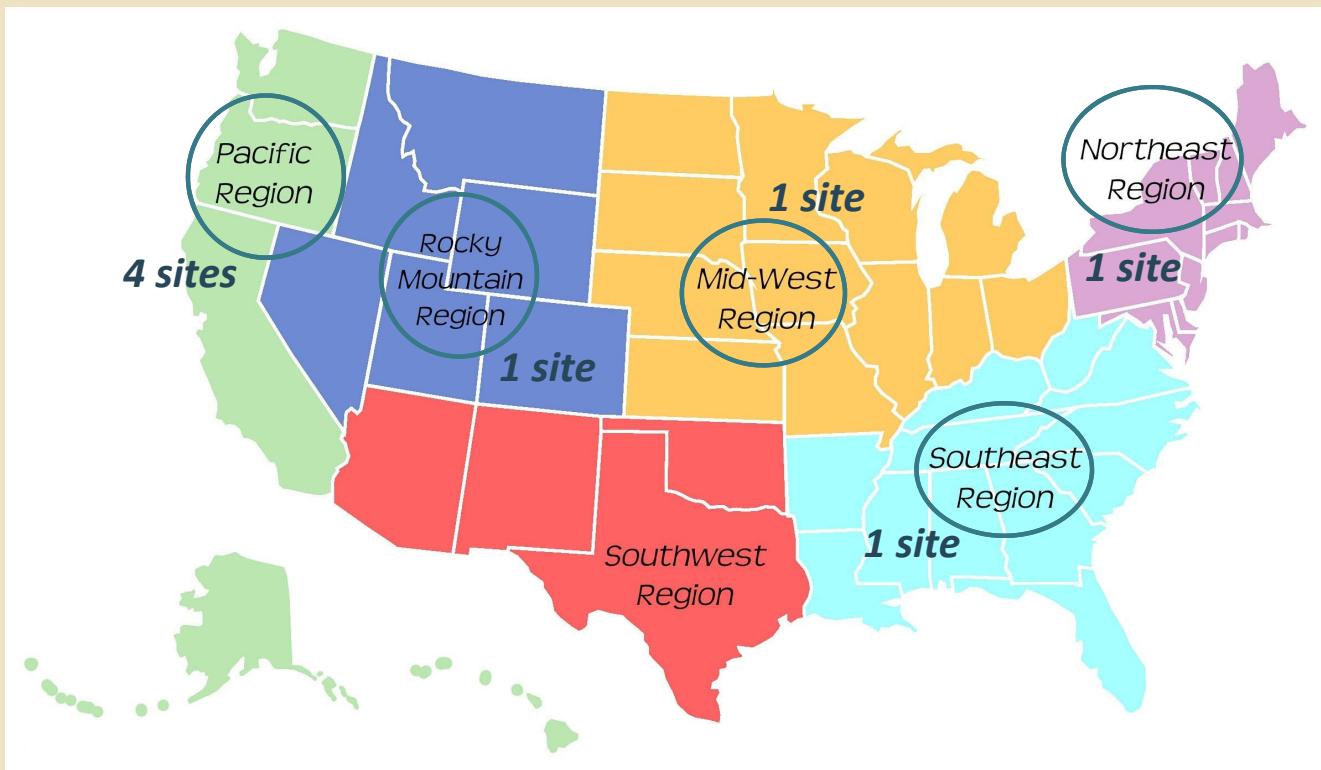 Pacific
Region
4 sites
Rocky
Mountain
Region
1 site
1 site
Mid-West
Region
Northeast
Region
1 site
Southeast
Region
1 site
Southwest
Region